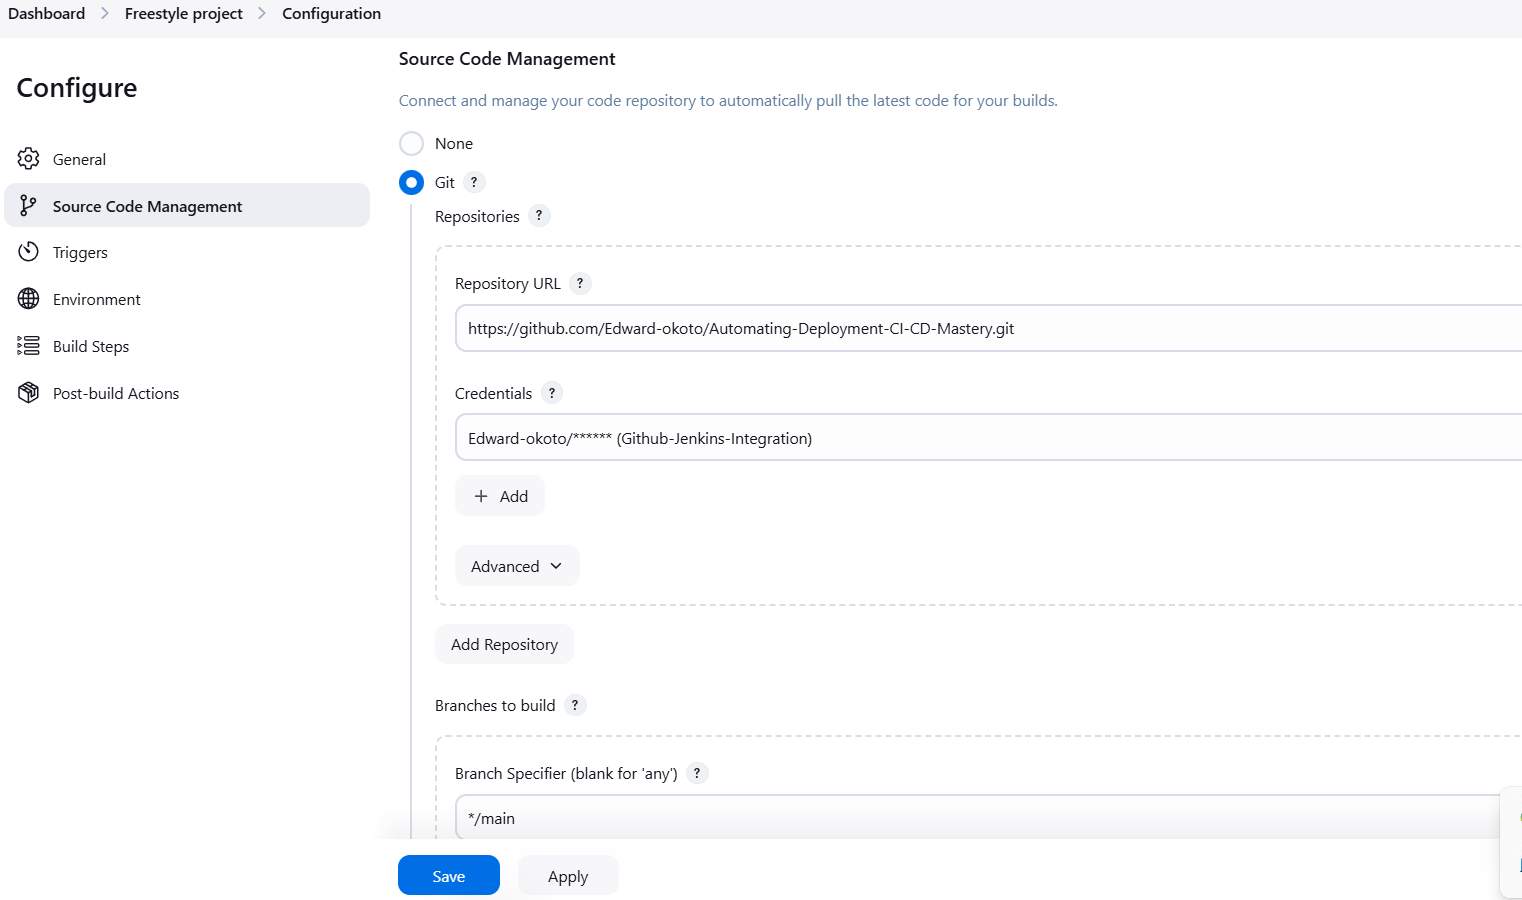 Dashboard > Freestyle project > Configuration
Configure
General
Source Code Management
Triggers
Environment
Build Steps
Post-build Actions
Source Code Management
Connect and manage your code repository to automatically pull the latest code for your builds.
None
Git ?
Repositories ?
Repository URL ?
https://github.com/Edward-okoto/Automating-Deployment-CI-CD-Mastery.git
Credentials ?
Edward-okoto/****** (Github-Jenkins-Integration)
+ Add
Advanced
Add Repository
Branches to build ?
Branch Specifier (blank for 'any') ?
*/main
Save Apply